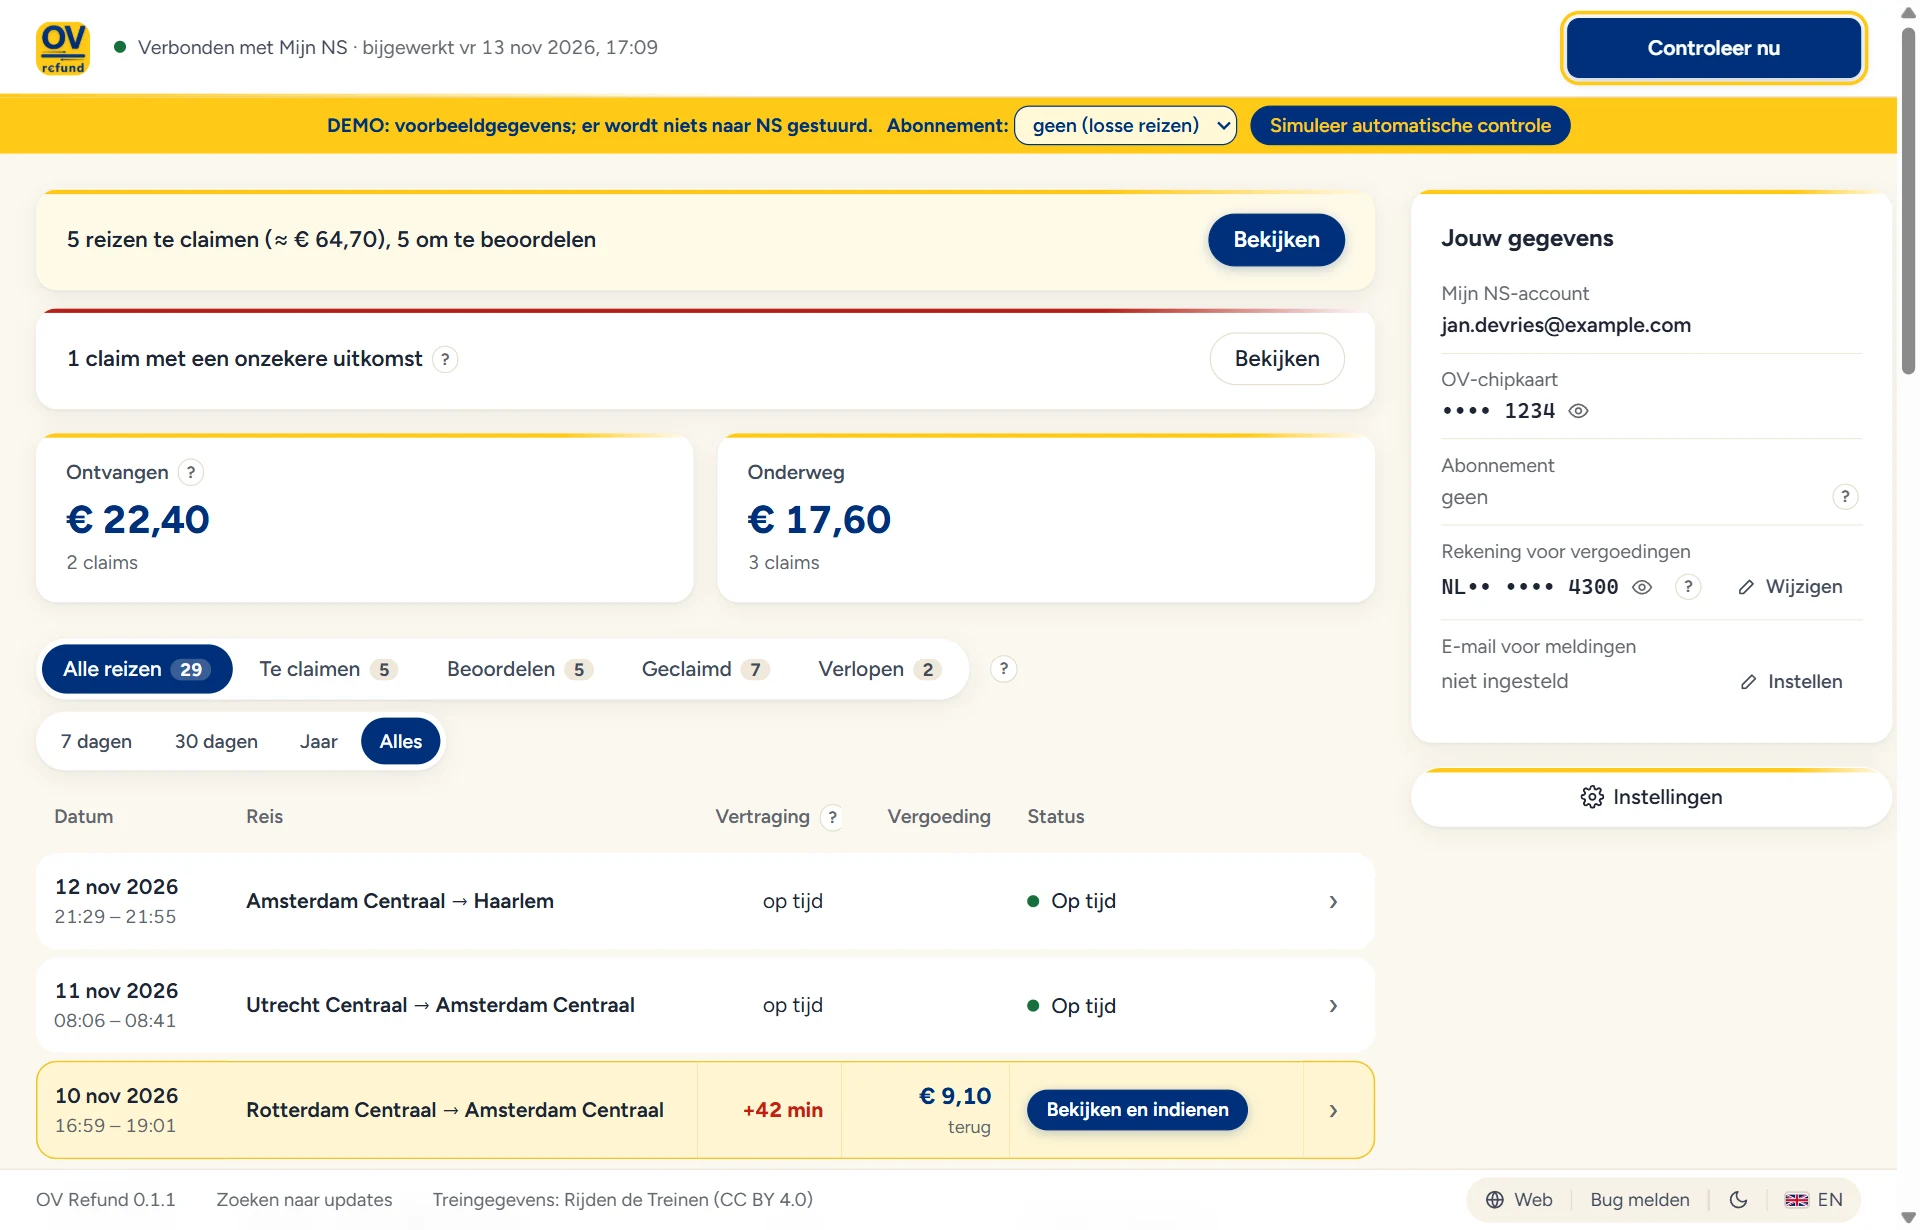 OV
refund
Verbonden met Mijn NS · bijgewerkt vr 13 nov 2026, 17:09
Controleer nu
DEMO: voorbeeldgegevens; er wordt niets naar NS gestuurd. Abonnement: geen (losse reizen) Simuleer automatische controle
5 reizen te claimen (≈ € 64,70), 5 om te beoordelen
Bekijken
1 claim met een onzekere uitkomst ?
Bekijken
Ontvangen ?
€ 22,40
2 claims
Onderweg
€ 17,60
3 claims
Jouw gegevens
Mijn NS-account
jan.devries@example.com
OV-chipkaart
•••• 1234
Abonnement
geen ?
Rekening voor vergoedingen
NL•• •••• 4300 ? Wijzigen
E-mail voor meldingen
niet ingesteld Instellen
Instellingen
Alle reizen 29 Te claimen 5 Beoordelen 5 Geclaimd 7 Verlopen 2 ?
7 dagen 30 dagen Jaar Alles
Datum Reis Vertraging ? Vergoeding Status
12 nov 2026
21:29 – 21:55
Amsterdam Centraal → Haarlem
op tijd
Op tijd ›
11 nov 2026
08:06 – 08:41
Utrecht Centraal → Amsterdam Centraal
op tijd
Op tijd ›
10 nov 2026
16:59 – 19:01
Rotterdam Centraal → Amsterdam Centraal
+42 min
€ 9,10
terug
Bekijken en indienen ›
OV Refund 0.1.1 Zoeken naar updates Treingegevens: Rijden de Treinen (CC BY 4.0) Web Bug melden EN